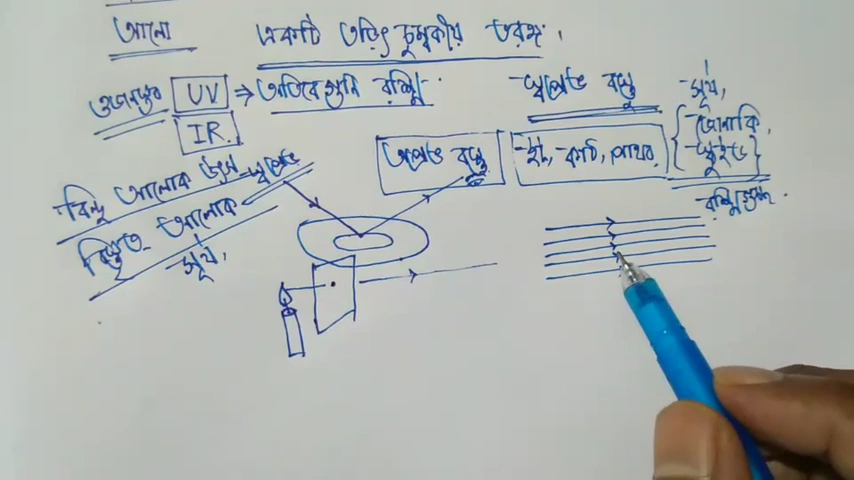 আলো
একটি তড়িৎ চুম্বকীয় তরঙ্গ।
UV ⇒ অতিবেগুনি রশ্মি
IR.
স্বপ্রভ বস্তু
সূর্য,
জোনাকি,
অপ্রভ বস্তু
ইট, কাঠ, পাথর
বিন্দু আলোক উৎস
বিস্তৃত আলোক
সূর্য,
রশ্মিগুচ্ছ